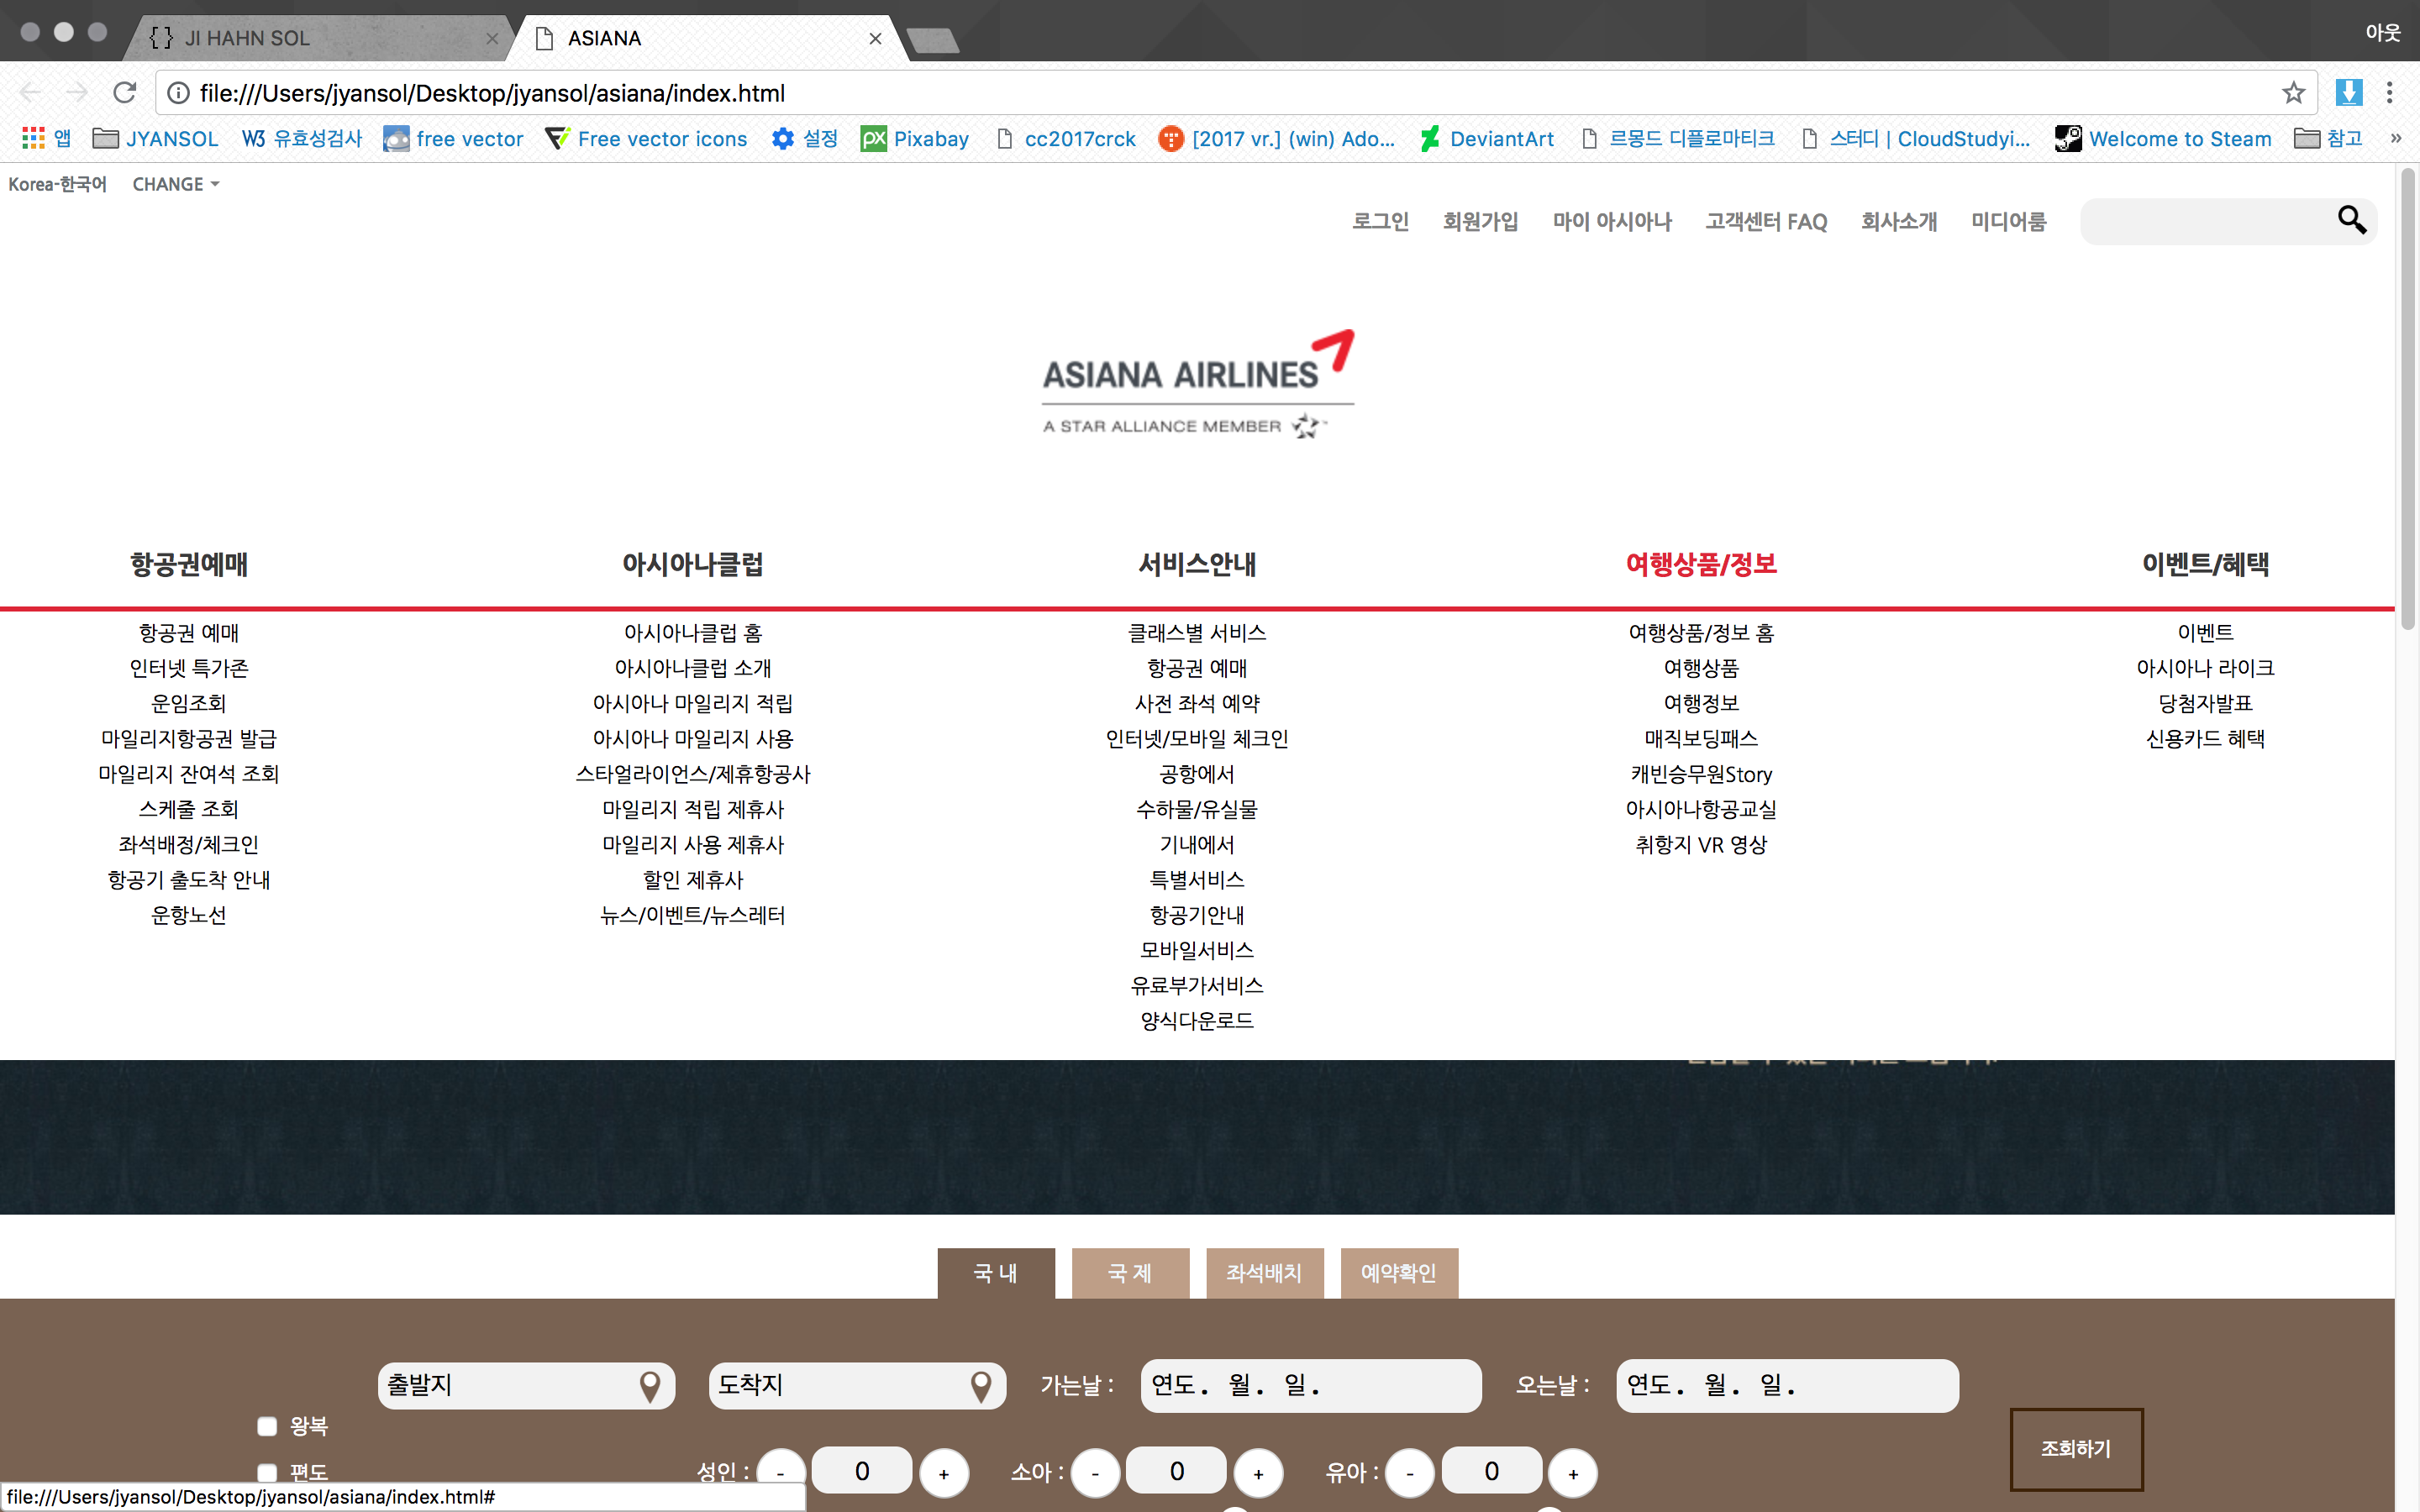 JI HAHN SOL
ASIANA
아웃
file:///Users/jyansol/Desktop/jyansol/asiana/index.html
앱 JYANSOL W3 유효성검사 free vector Free vector icons 설정 px Pixabay cc2017crck [2017 vr.] (win) Ado... DeviantArt 르몽드 디플로마티크 스터디 | CloudStudyi... Welcome to Steam 참고 »
Korea-한국어 CHANGE
로그인 회원가입 마이 아시아나 고객센터 FAQ 회사소개 미디어룸
ASIANA AIRLINES
A STAR ALLIANCE MEMBER
항공권예매 아시아나클럽 서비스안내 여행상품/정보 이벤트/혜택
항공권 예매 아시아나클럽 홈 클래스별 서비스 여행상품/정보 홈 이벤트
인터넷 특가존 아시아나클럽 소개 항공권 예매 여행상품 아시아나 라이크
운임조회 아시아나 마일리지 적립 사전 좌석 예약 여행정보 당첨자발표
마일리지항공권 발급 아시아나 마일리지 사용 인터넷/모바일 체크인 매직보딩패스 신용카드 혜택
마일리지 잔여석 조회 스타얼라이언스/제휴항공사 공항에서 캐빈승무원Story
스케줄 조회 마일리지 적립 제휴사 수하물/유실물 아시아나항공교실
좌석배정/체크인 마일리지 사용 제휴사 기내에서 취항지 VR 영상
항공기 출도착 안내 할인 제휴사 특별서비스
운항노선 뉴스/이벤트/뉴스레터 항공기안내
모바일서비스
유료부가서비스
양식다운로드
국 내 국 제 좌석배치 예약확인
출발지 도착지 가는날 : 연도. 월. 일. 오는날 : 연도. 월. 일.
왕복
조회하기
편도 성인 : - 0 + 소아 : - 0 + 유아 : - 0 +
file:///Users/jyansol/Desktop/jyansol/asiana/index.html#